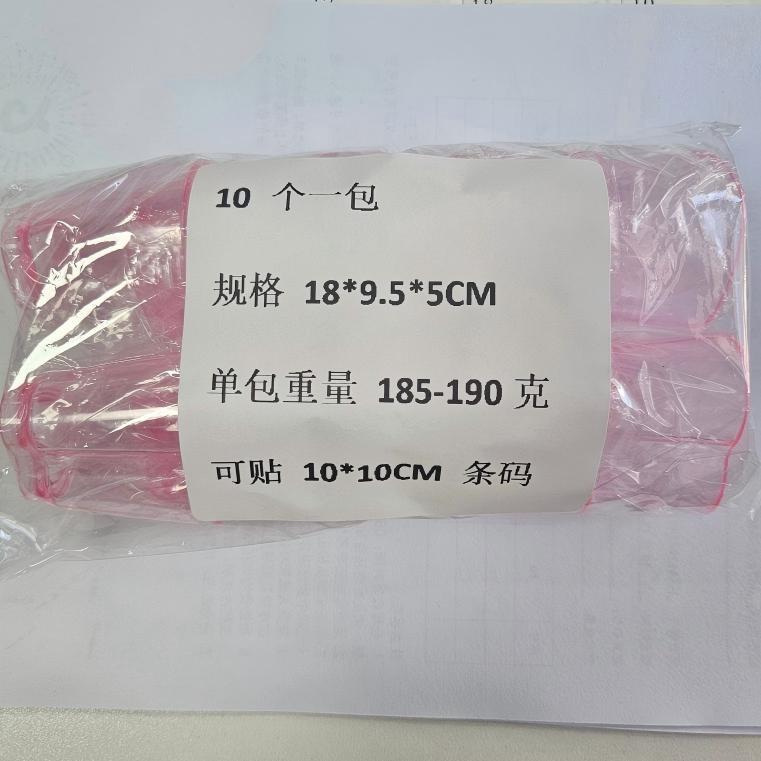 10 个一包
规格 18*9.5*5CM
单包重量 185-190 克
可贴 10*10CM 条码